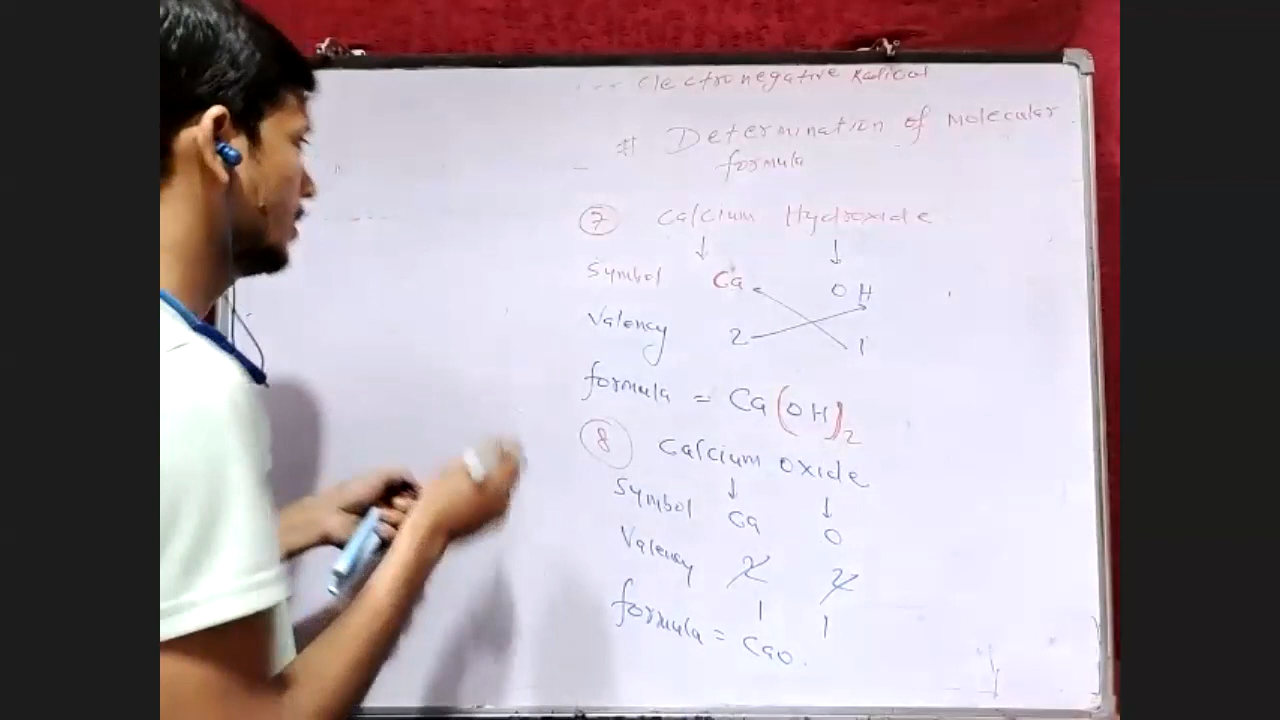 electronegative Radical
# Determination of Molecular
formula
7 Calcium Hydroxide
Symbol Ca OH
Valency 2 1
formula = Ca(OH)2
8 Calcium oxide
Symbol Ca O
Valency 2 2
1 1
formula = CaO.